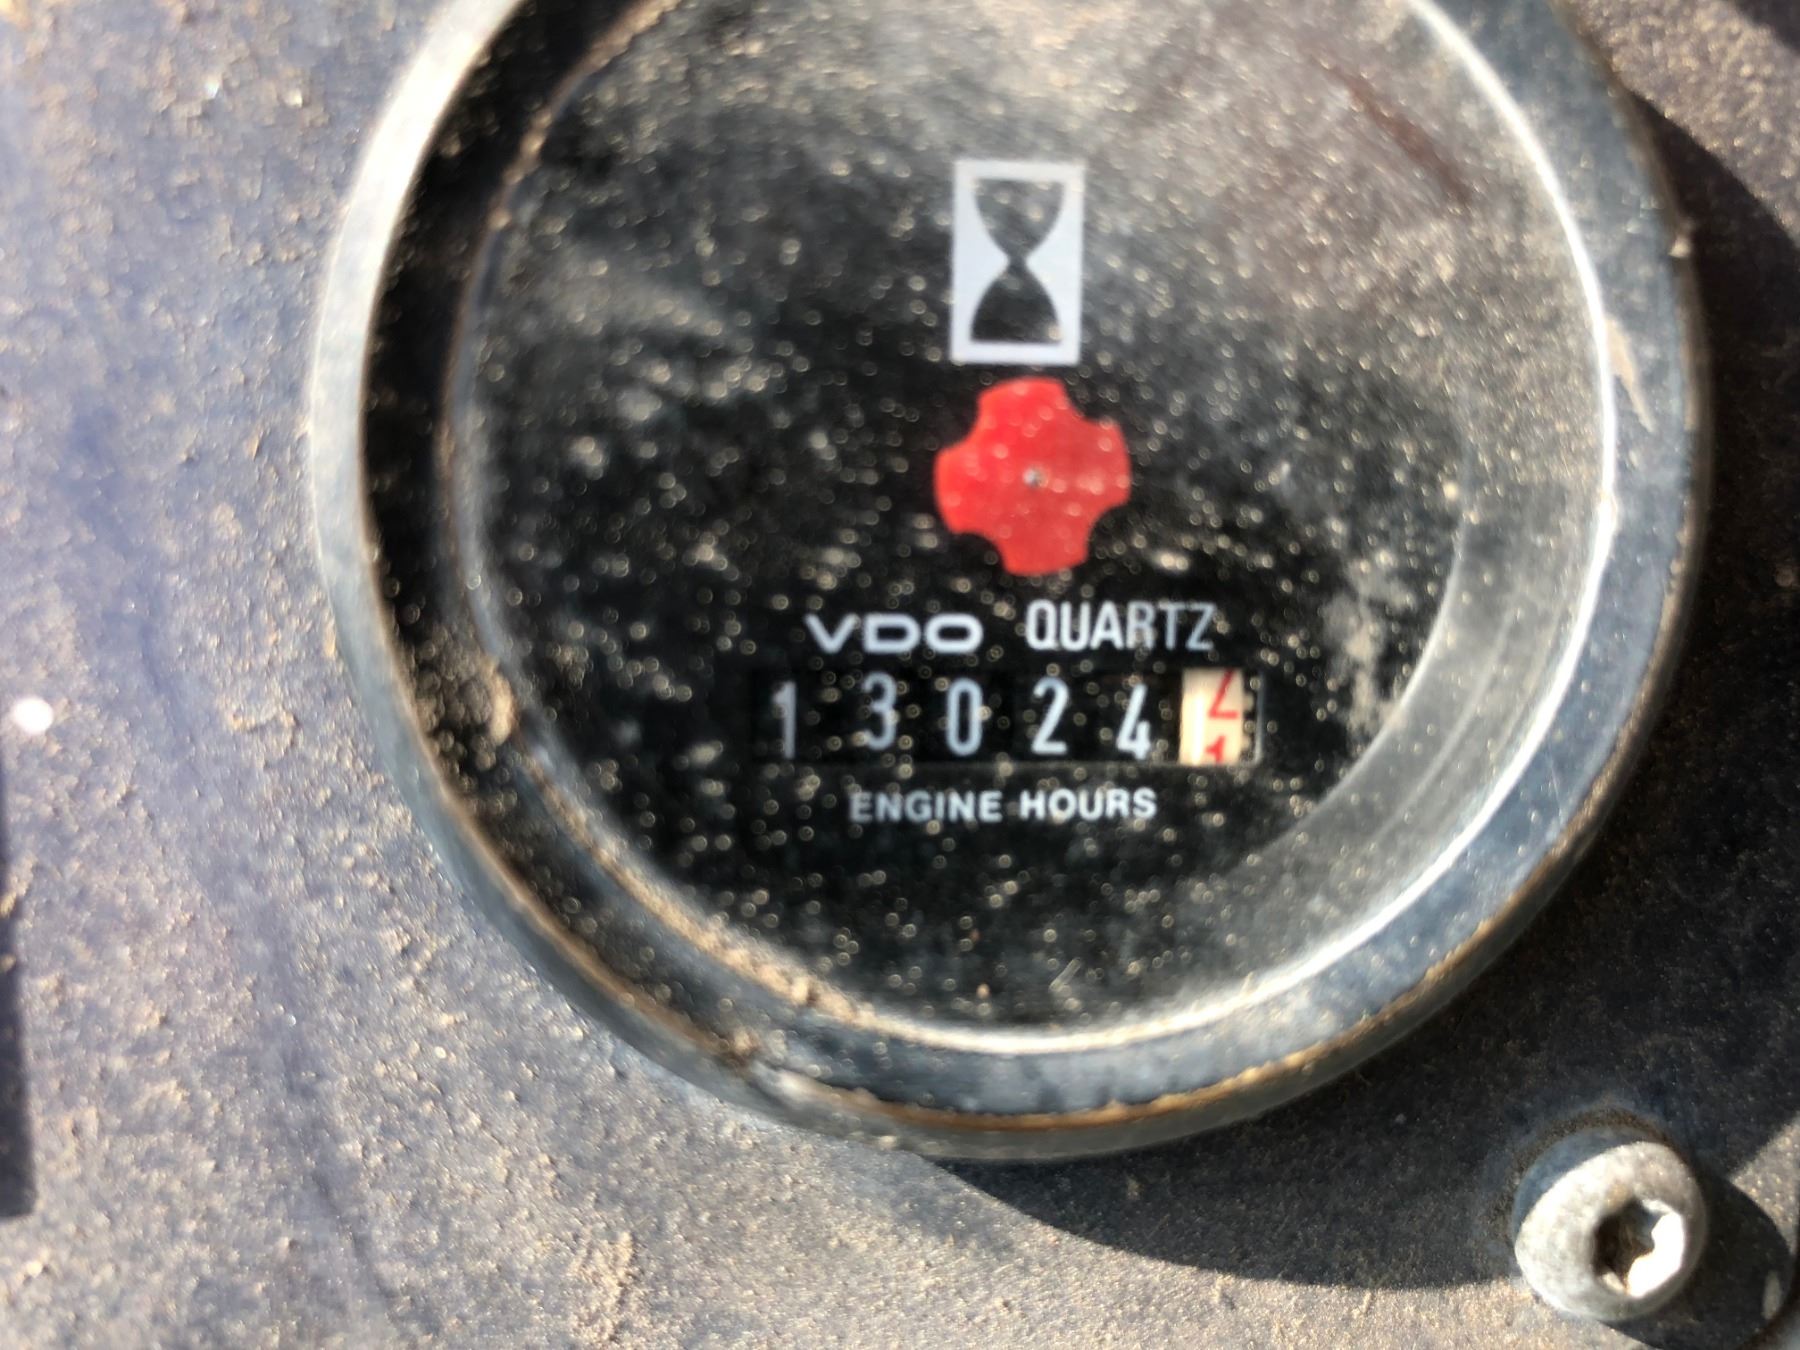 VDO QUARTZ
13024
ENGINE HOURS